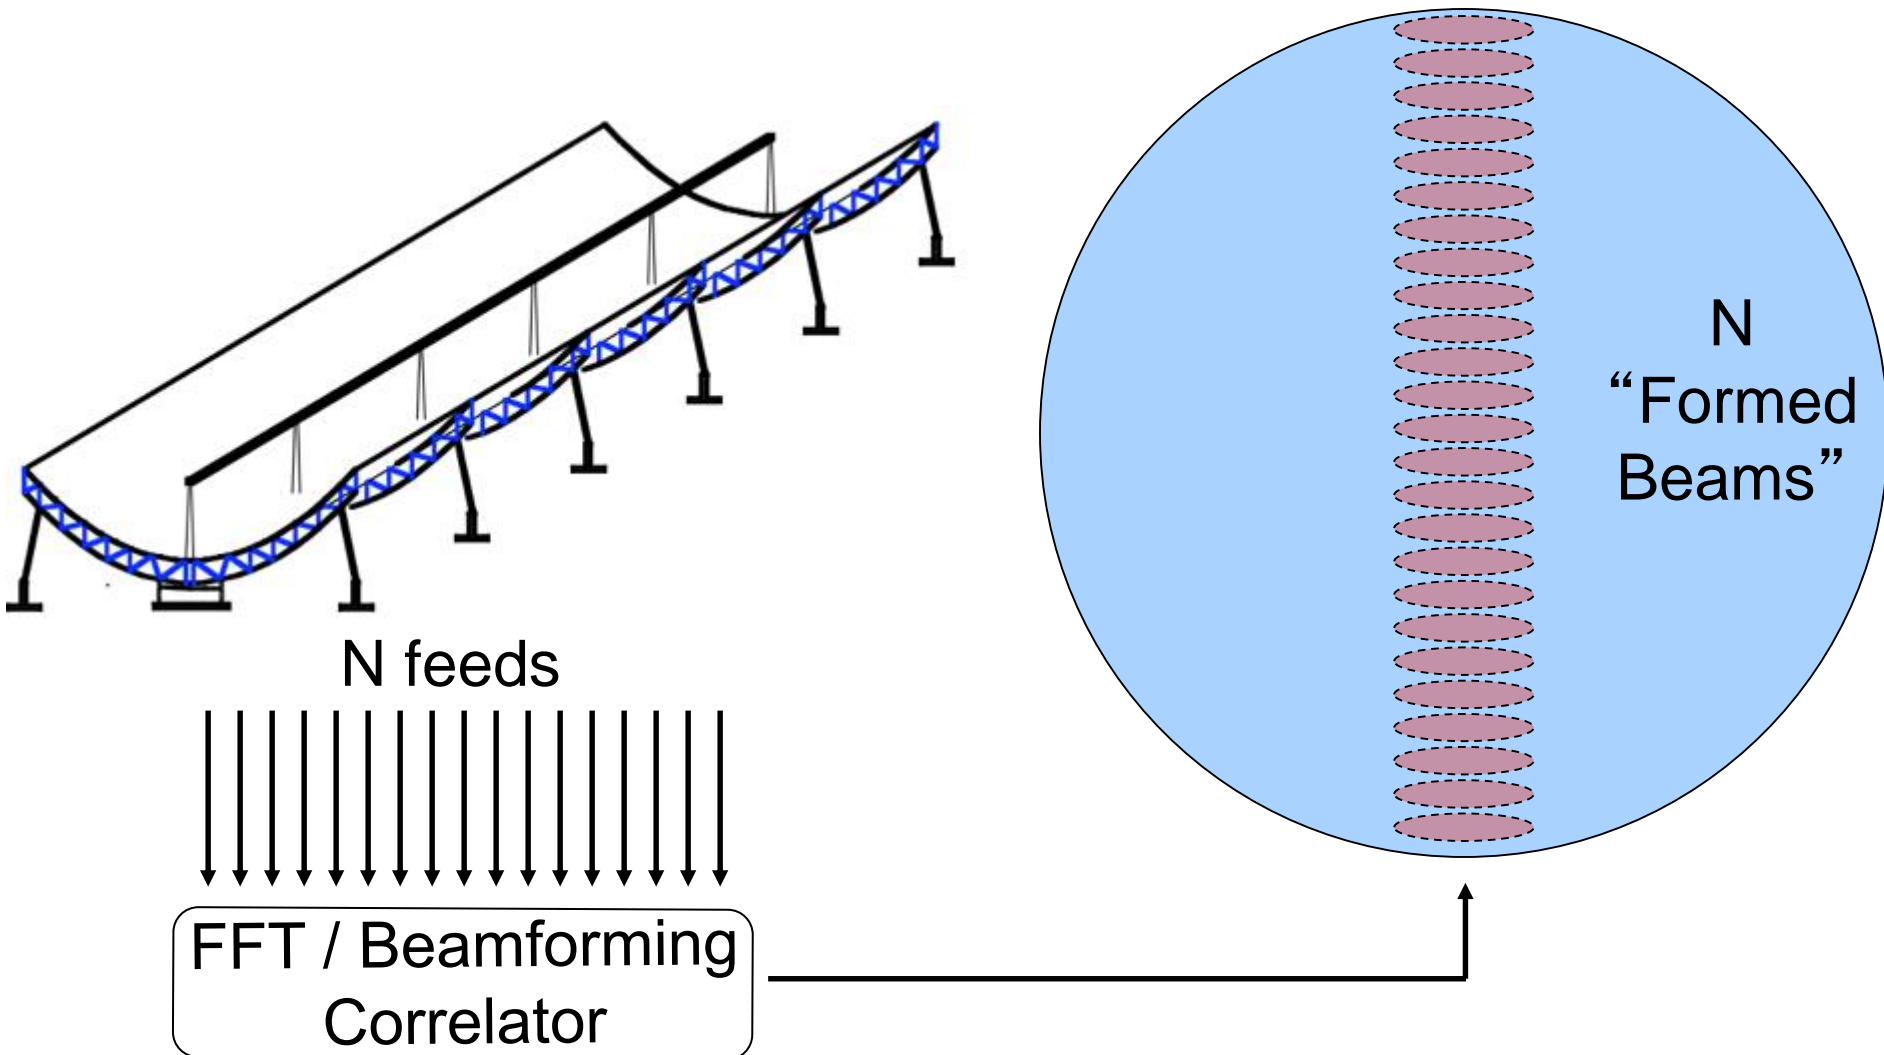 N feeds
FFT / Beamforming
Correlator
N
“Formed
Beams”